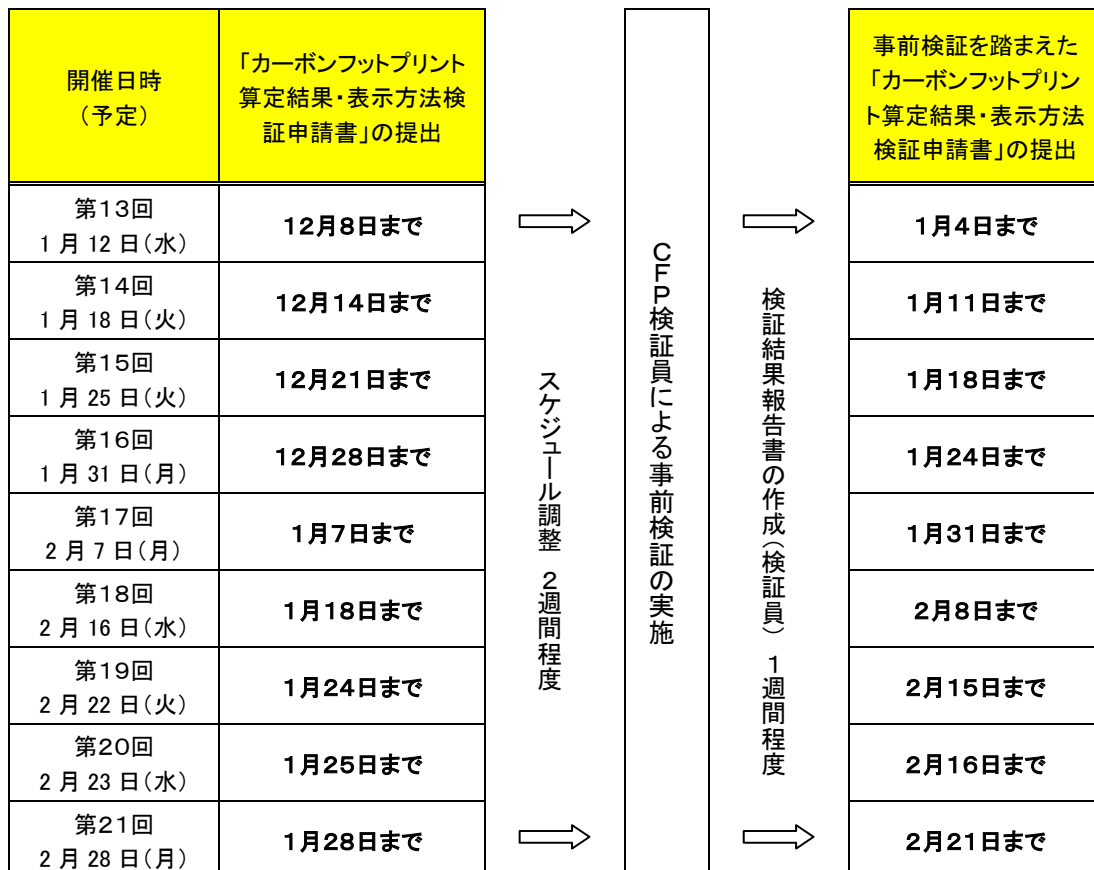 開催日時
（予定）
「カーボンフットプリント
算定結果・表示方法検
証申請書」の提出
事前検証を踏まえた
「カーボンフットプリン
ト算定結果・表示方法
検証申請書」の提出
第１３回
1 月 12 日（水）
１２月８日まで
１月４日まで
第１４回
1 月 18 日（火）
１２月１４日まで
１月１１日まで
第１５回
1 月 25 日（火）
１２月２１日まで
１月１８日まで
第１６回
1 月 31 日（月）
１２月２８日まで
１月２４日まで
第１７回
2 月 7 日（月）
１月７日まで
１月３１日まで
第１８回
2 月 16 日（水）
１月１８日まで
２月８日まで
第１９回
2 月 22 日（火）
１月２４日まで
２月１５日まで
第２０回
2 月 23 日（水）
１月２５日まで
２月１６日まで
第２１回
2 月 28 日（月）
１月２８日まで
２月２１日まで
スケジュール調整 ２週間程度
ＣＦＰ検証員による事前検証の実施
検証結果報告書の作成（検証員） １週間程度